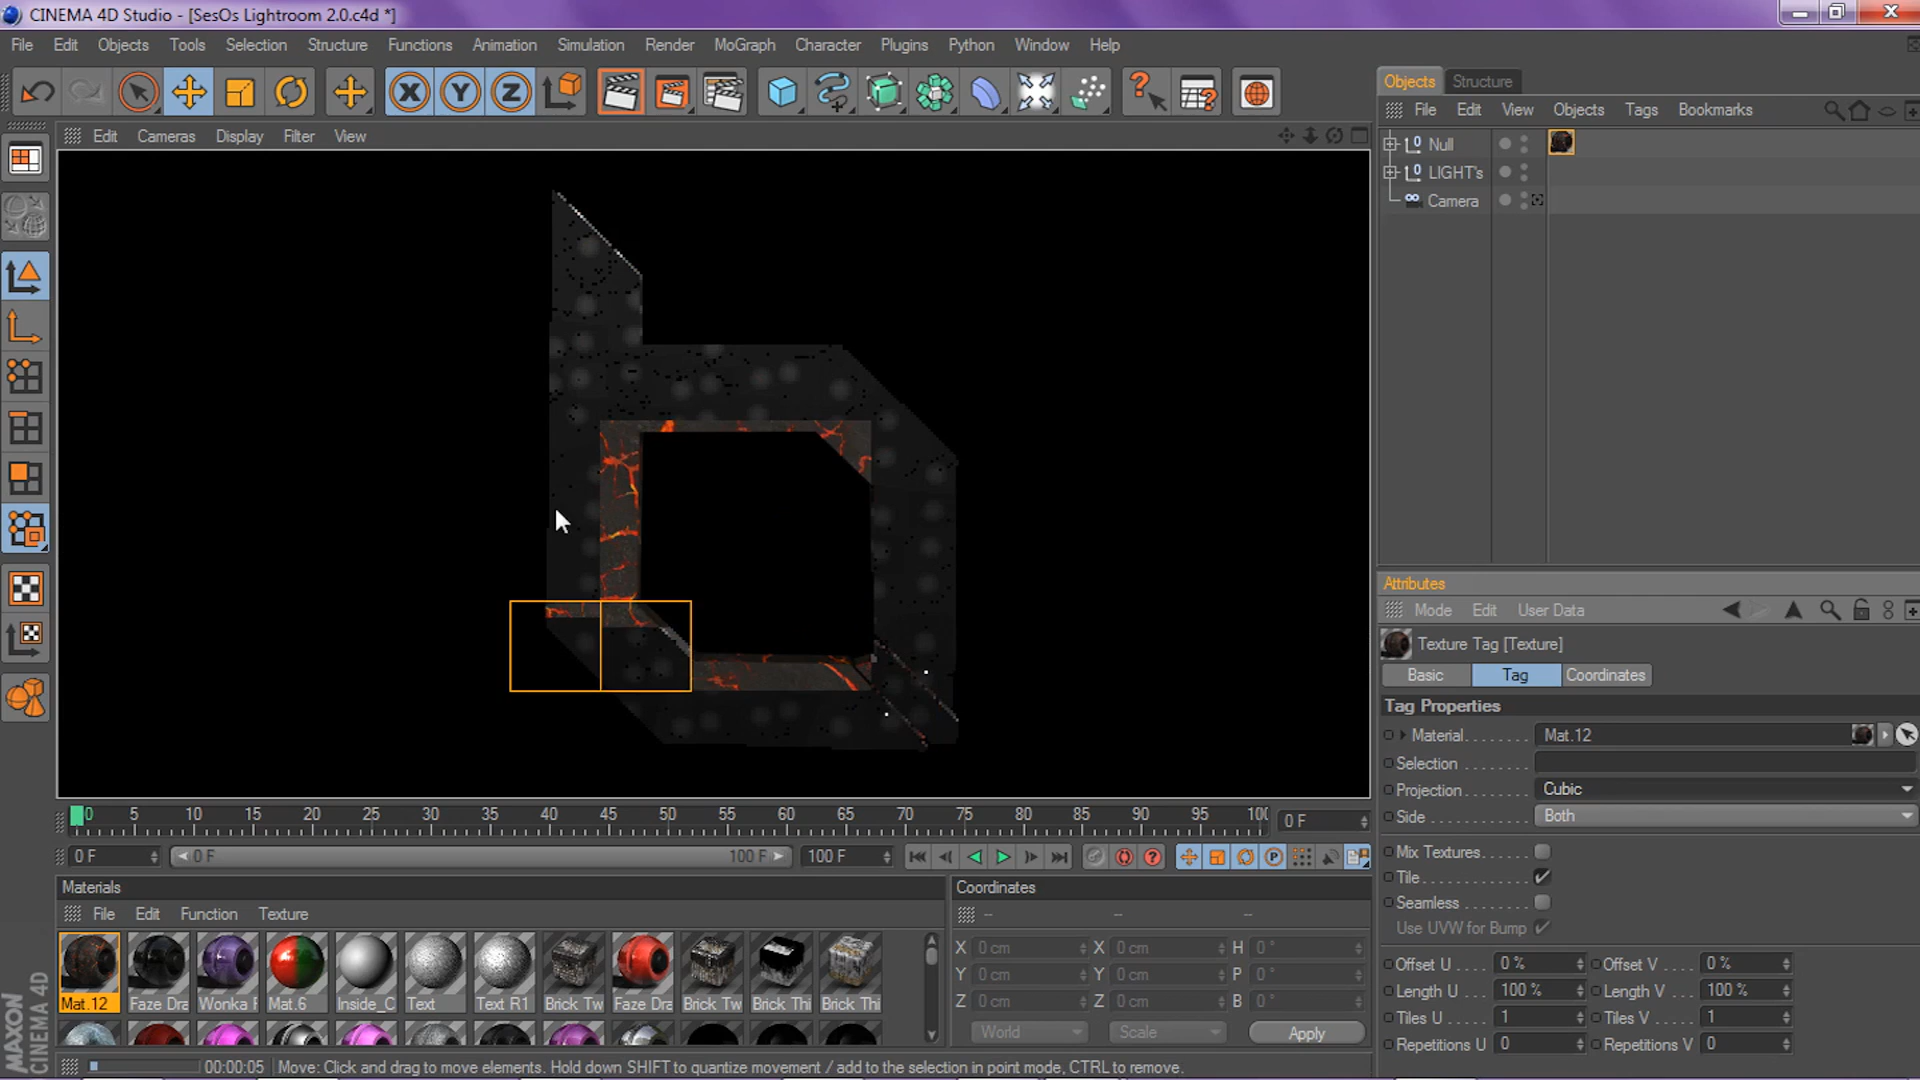 CINEMA 4D Studio - [SesOs Lightroom 2.0.c4d *]
File Edit Objects Tools Selection Structure Functions Animation Simulation Render MoGraph Character Plugins Python Window Help
X Y Z
Objects Structure
File Edit View Objects Tags Bookmarks
Edit Cameras Display Filter View
Null
LIGHT's
Camera
Attributes
Mode Edit User Data
Texture Tag [Texture]
Basic Tag Coordinates
Tag Properties
Material Mat.12
Selection
Projection Cubic
Side Both
Mix Textures
Tile
Seamless
Use UVW for Bump
Offset U 0 % Offset V 0 %
Length U 100 % Length V 100 %
Tiles U 1 Tiles V 1
Repetitions U 0 Repetitions V 0
0 5 10 15 20 25 30 35 40 45 50 55 60 65 70 75 80 85 90 95 100 0 F
0 F 0 F 100 F 100 F
Materials
File Edit Function Texture
Mat.12 Faze Dra Wonka F Mat.6 Inside_C Text Text R1 Brick Tw Faze Dra Brick Tw Brick Thi Brick Thi
Coordinates
-- -- --
X 0 cm X 0 cm H 0 °
Y 0 cm Y 0 cm P 0 °
Z 0 cm Z 0 cm B 0 °
World Scale Apply
MAXON CINEMA 4D
00:00:05 Move: Click and drag to move elements. Hold down SHIFT to quantize movement / add to the selection in point mode, CTRL to remove.